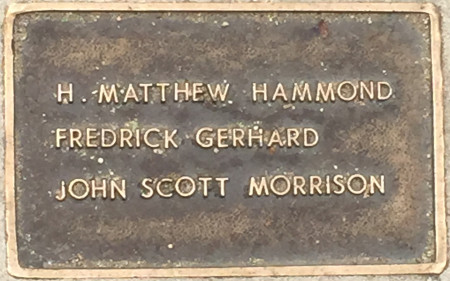 H. MATTHEW HAMMOND
FREDRICK GERHARD
JOHN SCOTT MORRISON